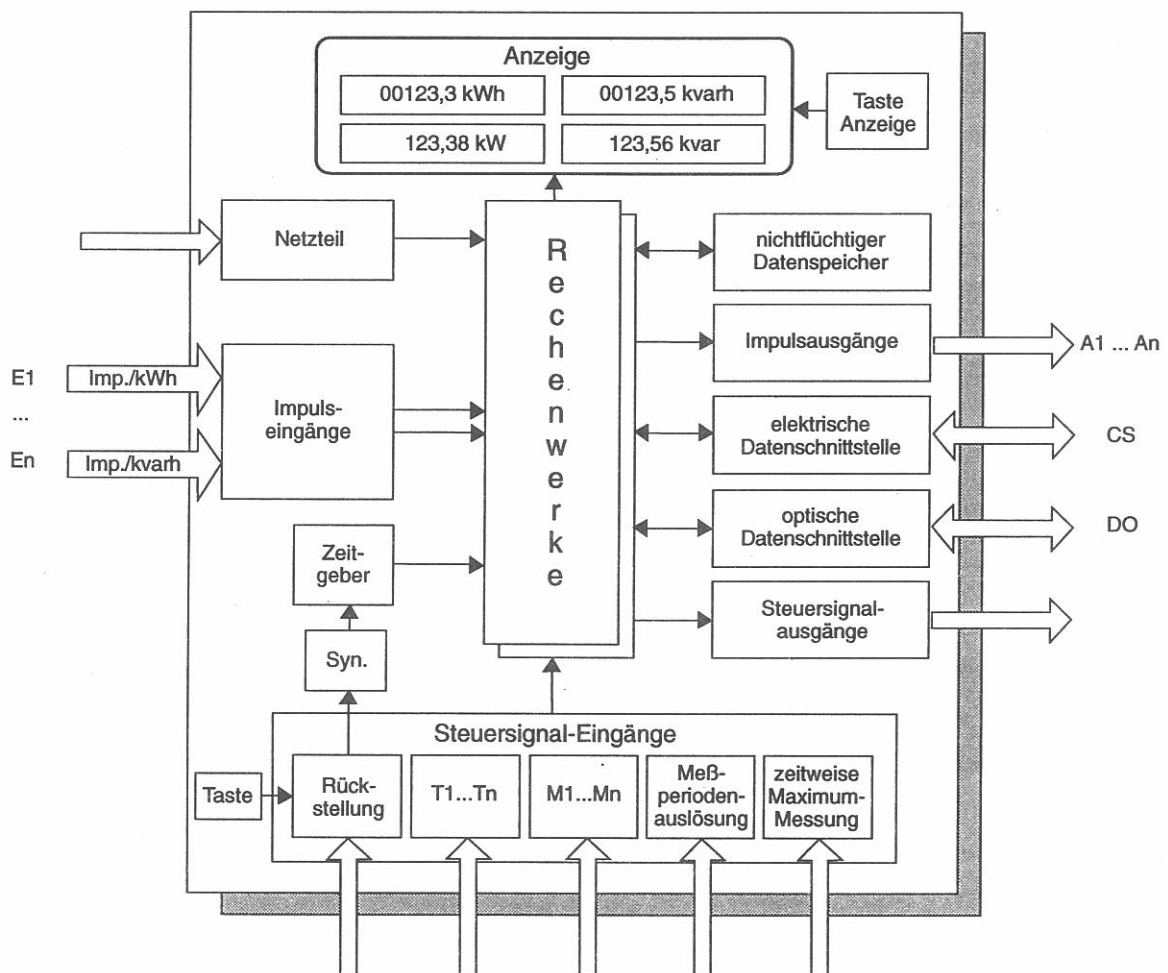 Anzeige
00123,3 kWh
00123,5 kvarh
123,38 kW
123,56 kvar
Taste
Anzeige
Netzteil
Rechenwerke
nichtflüchtiger
Datenspeicher
Impulsausgänge
A1 ... An
E1
Imp./kWh
...
En
Imp./kvarh
Impuls-
eingänge
elektrische
Datenschnittstelle
CS
optische
Datenschnittstelle
DO
Zeit-
geber
Syn.
Steuersignal-
ausgänge
Steuersignal-Eingänge
Taste
Rück-
stellung
T1...Tn
M1...Mn
Meß-
perioden-
auslösung
zeitweise
Maximum-
Messung